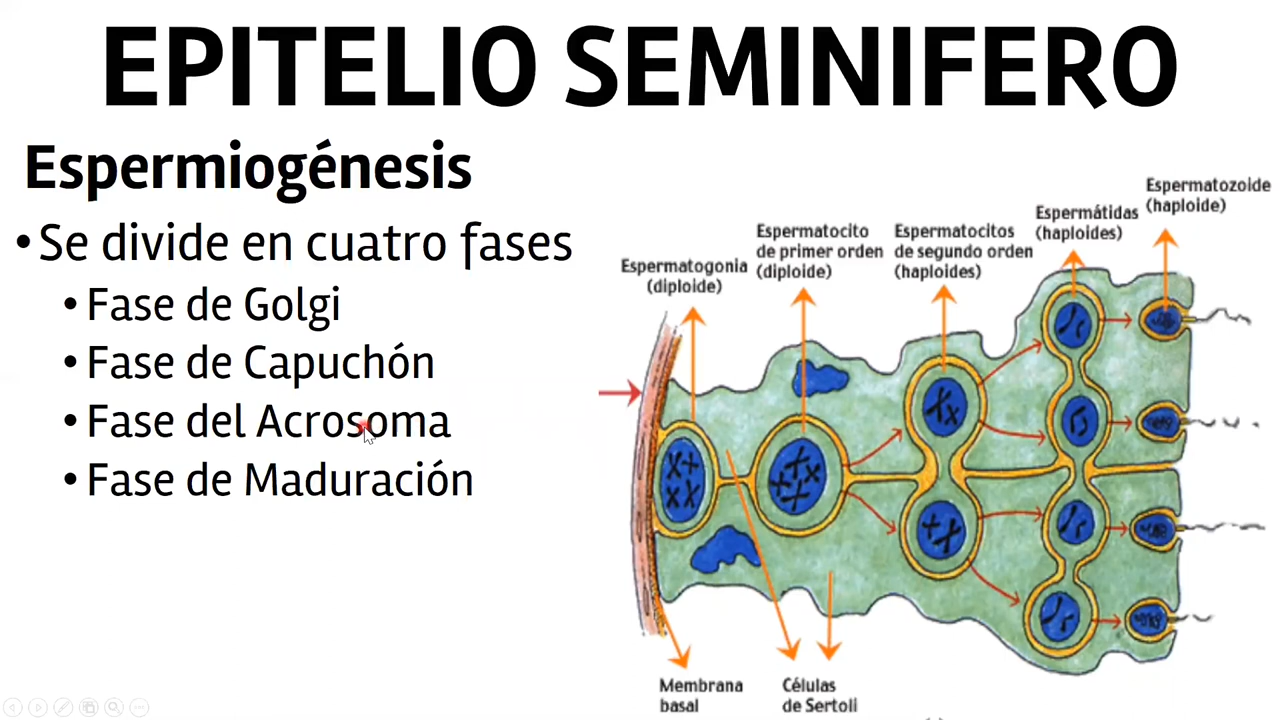 EPITELIO SEMINIFERO
Espermiogénesis
• Se divide en cuatro fases
• Fase de Golgi
• Fase de Capuchón
• Fase del Acrosoma
• Fase de Maduración
Espermatogonia
(diploide)
Espermatocito
de primer orden
(diploide)
Espermatocitos
de segundo orden
(haploides)
Espermátidas
(haploides)
Espermatozoide
(haploide)
Membrana
basal
Células
de Sertoli